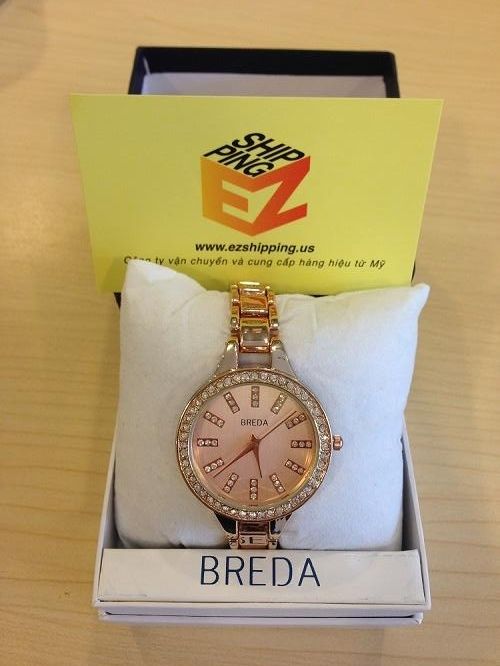 SHIP
PING
EZ
www.ezshipping.us
Công ty vận chuyển và cung cấp hàng hiệu từ Mỹ
BREDA
BREDA